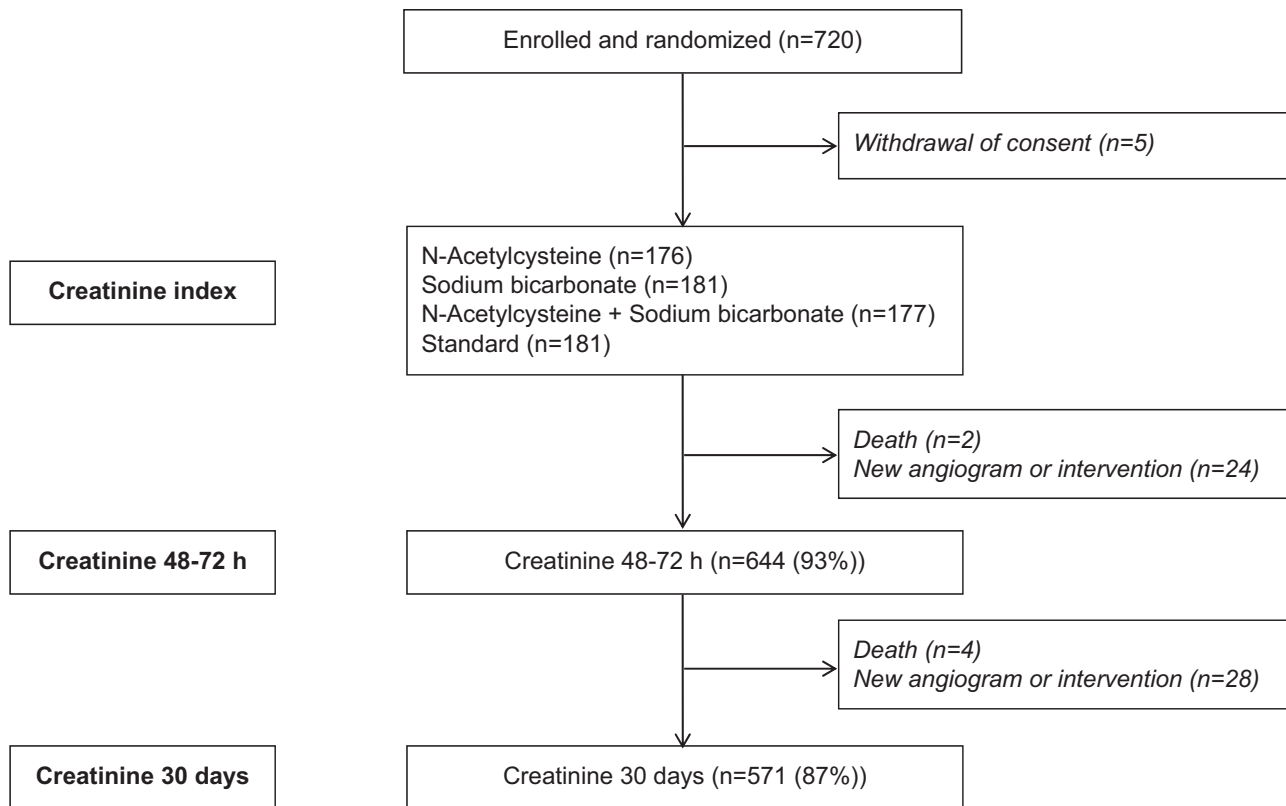 Enrolled and randomized (n=720)
Withdrawal of consent (n=5)
Creatinine index
N-Acetylcysteine (n=176)
Sodium bicarbonate (n=181)
N-Acetylcysteine + Sodium bicarbonate (n=177)
Standard (n=181)
Death (n=2)
New angiogram or intervention (n=24)
Creatinine 48-72 h
Creatinine 48-72 h (n=644 (93%))
Death (n=4)
New angiogram or intervention (n=28)
Creatinine 30 days
Creatinine 30 days (n=571 (87%))